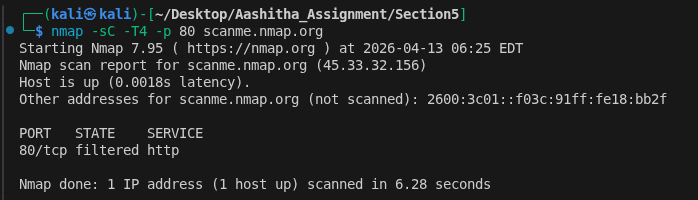 ┌──(kali㉿kali)-[~/Desktop/Aashitha_Assignment/Section5]
└─$ nmap -sC -T4 -p 80 scanme.nmap.org
Starting Nmap 7.95 ( https://nmap.org ) at 2026-04-13 06:25 EDT
Nmap scan report for scanme.nmap.org (45.33.32.156)
Host is up (0.0018s latency).
Other addresses for scanme.nmap.org (not scanned): 2600:3c01::f03c:91ff:fe18:bb2f

PORT   STATE    SERVICE
80/tcp filtered http

Nmap done: 1 IP address (1 host up) scanned in 6.28 seconds